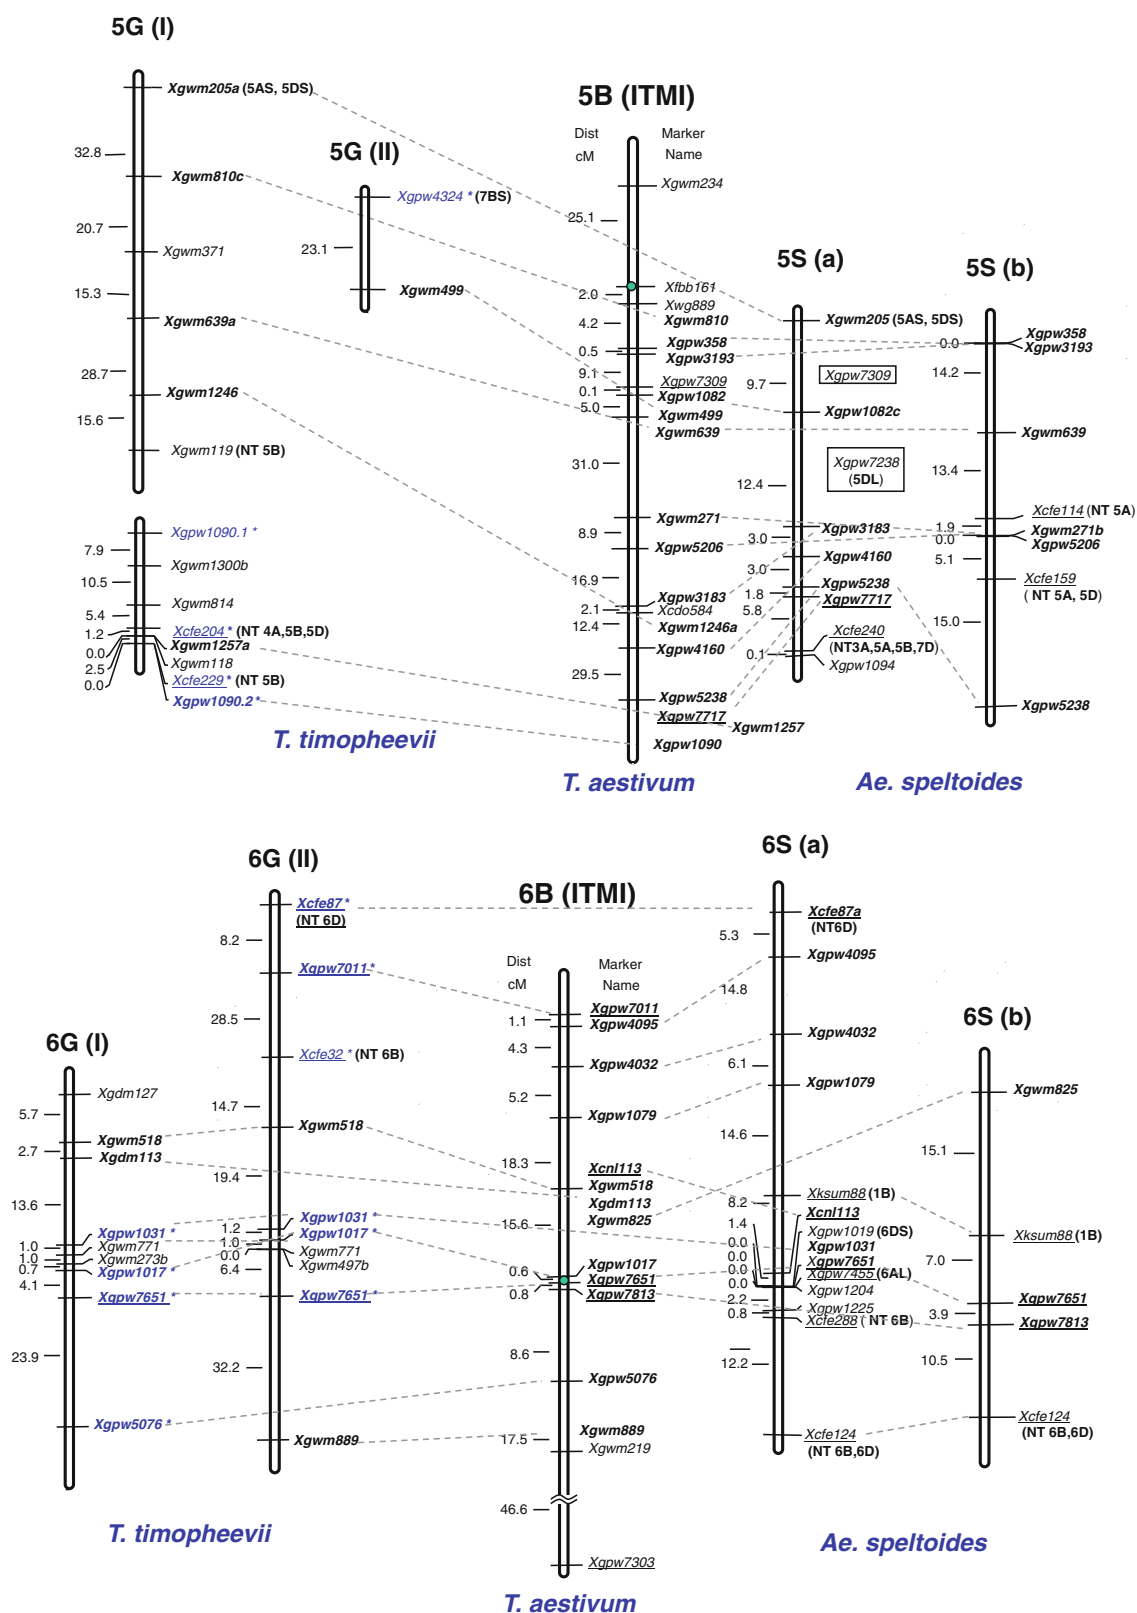 5G (I)
Xgwm205a (5AS, 5DS)
32.8
Xgwm810c
20.7
Xgwm371
15.3
Xgwm639a
28.7
Xgwm1246
15.6
Xgwm119 (NT 5B)
Xgpw1090.1 *
7.9
Xgwm1300b
10.5
Xgwm814
5.4
Xcfe204 * (NT 4A,5B,5D)
1.2
Xgwm1257a
0.0
Xgwm118
2.5
Xcfe229 * (NT 5B)
0.0
Xgpw1090.2 *
5G (II)
Xgpw4324 * (7BS)
23.1
Xgwm499
T. timopheevii
5B (ITMI)
Dist
cM
Marker
Name
Xgwm234
25.1
Xfbb161
2.0
Xwg889
4.2
Xgwm810
Xgpw358
0.5
Xgpw3193
9.1
Xgpw7309
0.1
Xgpw1082
5.0
Xgwm499
Xgwm639
31.0
Xgwm271
8.9
Xgpw5206
16.9
Xgpw3183
2.1
Xcdo584
12.4
Xgwm1246a
Xgpw4160
29.5
Xgpw5238
Xgpw7717
Xgwm1257
Xgpw1090
T. aestivum
5S (a)
Xgwm205 (5AS, 5DS)
9.7
Xgpw7309
Xgpw1082c
Xgpw7238
(5DL)
12.4
Xgpw3183
3.0
Xgpw4160
3.0
Xgpw5238
1.8
Xgpw7717
5.8
Xcfe240
(NT3A,5A,5B,7D)
0.1
Xgpw1094
5S (b)
Xgpw358
0.0
Xgpw3193
14.2
Xgwm639
13.4
Xcfe114 (NT 5A)
1.9
Xgwm271b
0.0
Xgpw5206
5.1
Xcfe159
( NT 5A, 5D)
15.0
Xgpw5238
Ae. speltoides
6G (I)
Xgdm127
5.7
Xgwm518
2.7
Xgdm113
13.6
Xgpw1031 *
1.0
Xgwm771
1.0
Xgwm273b
0.7
Xgpw1017 *
4.1
Xgpw7651 *
23.9
Xgpw5076 *
6G (II)
Xcfe87 *
(NT 6D)
8.2
Xgpw7011 *
28.5
Xcfe32 * (NT 6B)
14.7
Xgwm518
19.4
Xgpw1031 *
1.2
Xgpw1017 *
1.0
Xgwm771
0.0
Xgwm497b
6.4
Xgpw7651 *
32.2
Xgwm889
T. timopheevii
6B (ITMI)
Dist
cM
Marker
Name
Xgpw7011
1.1
Xgpw4095
4.3
Xgpw4032
5.2
Xgpw1079
18.3
Xcnl113
Xgwm518
Xgdm113
Xgwm825
15.6
Xgpw1017
0.6
Xgpw7651
0.8
Xgpw7813
8.6
Xgpw5076
Xgwm889
17.5
Xgwm219
46.6
Xgpw7303
T. aestivum
6S (a)
Xcfe87a
(NT6D)
5.3
Xgpw4095
14.8
Xgpw4032
6.1
Xgpw1079
14.6
Xksum88 (1B)
8.2
Xcnl113
1.4
Xgpw1019 (6DS)
0.0
Xgpw1031
0.0
Xgpw7651
0.0
Xgpw7455 (6AL)
0.0
Xgpw1204
2.2
Xgpw1225
0.8
Xcfe288 ( NT 6B)
12.2
Xcfe124
(NT 6B,6D)
6S (b)
Xgwm825
15.1
Xksum88 (1B)
7.0
Xgpw7651
3.9
Xgpw7813
10.5
Xcfe124
(NT 6B,6D)
Ae. speltoides